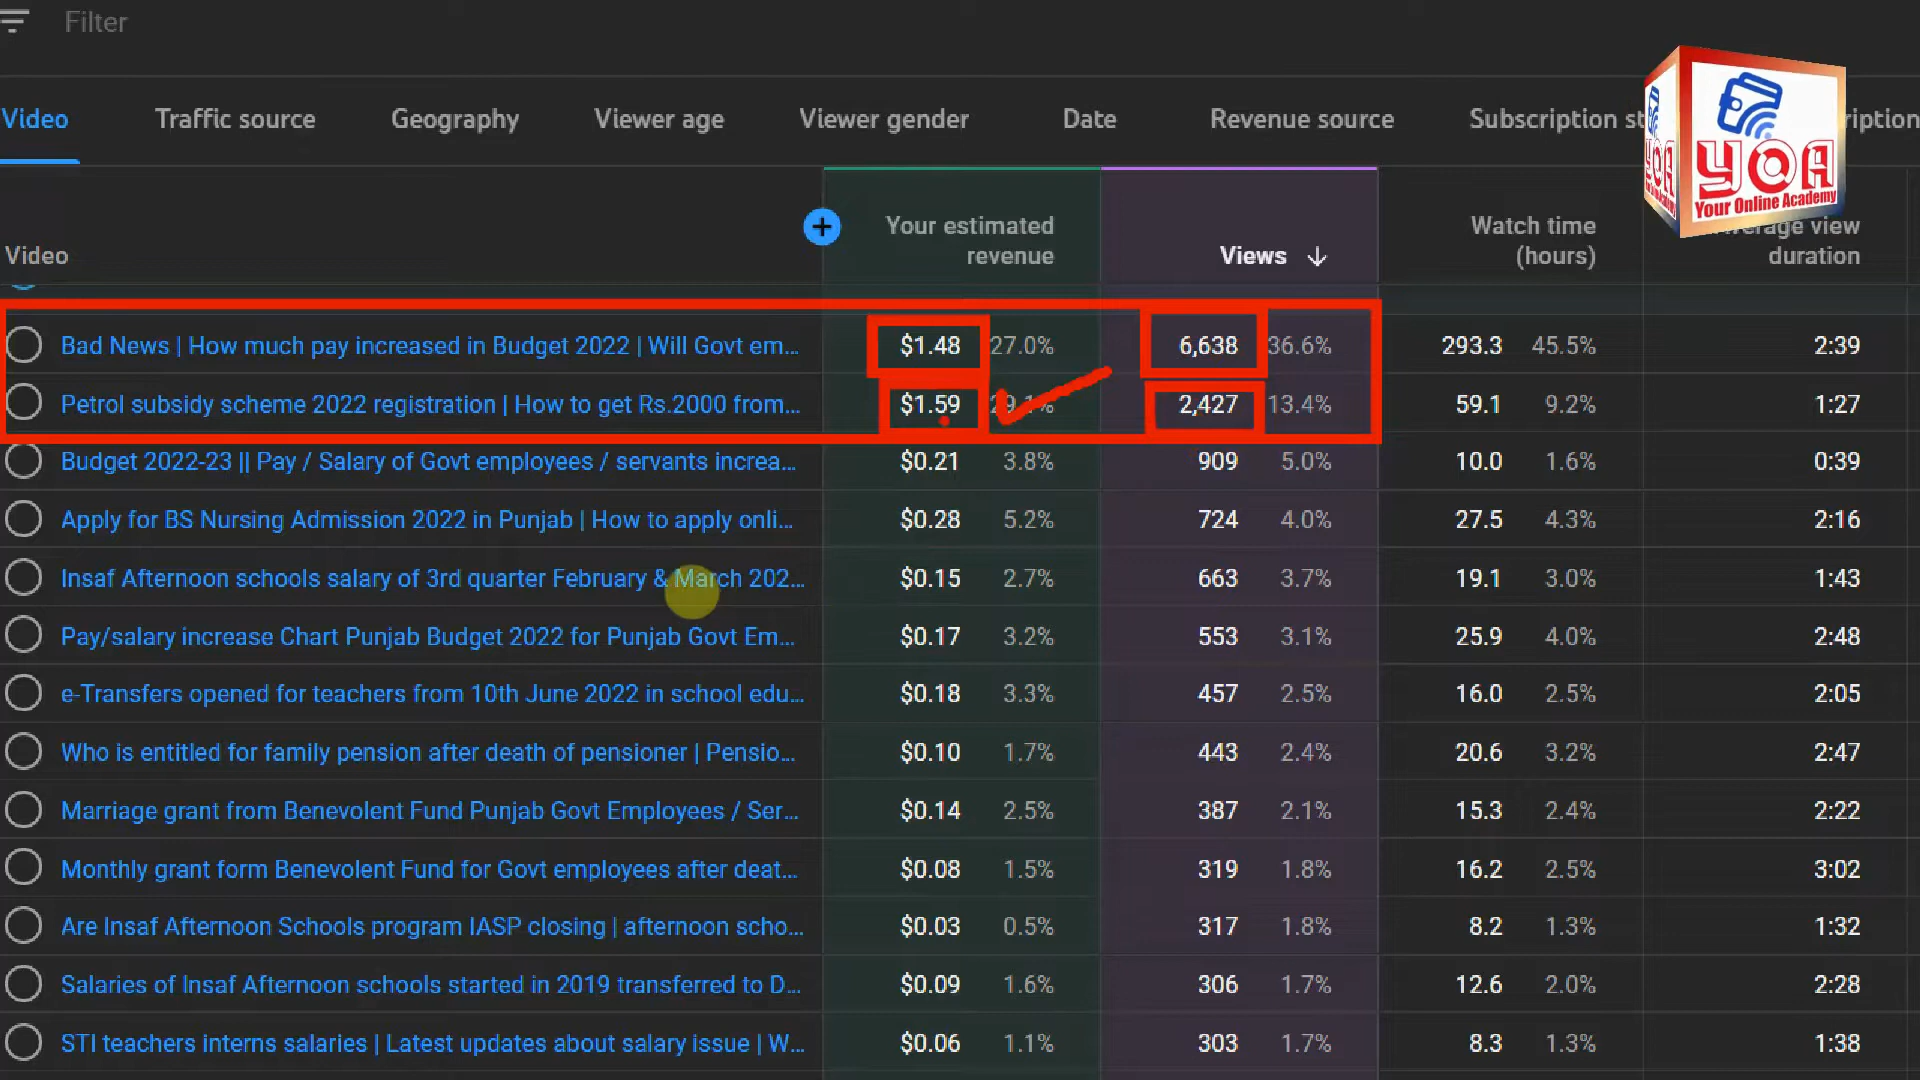 Filter
Video Traffic source Geography Viewer age Viewer gender Date Revenue source Subscription
YOA
Your Online Academy
Video Your estimated revenue Views Watch time (hours) view duration
Bad News | How much pay increased in Budget 2022 | Will Govt em... $1.48 27.0% 6,638 36.6% 293.3 45.5% 2:39
Petrol subsidy scheme 2022 registration | How to get Rs.2000 from... $1.59 2,427 13.4% 59.1 9.2% 1:27
Budget 2022-23 || Pay / Salary of Govt employees / servants increa... $0.21 3.8% 909 5.0% 10.0 1.6% 0:39
Apply for BS Nursing Admission 2022 in Punjab | How to apply onli... $0.28 5.2% 724 4.0% 27.5 4.3% 2:16
Insaf Afternoon schools salary of 3rd quarter February & March 202... $0.15 2.7% 663 3.7% 19.1 3.0% 1:43
Pay/salary increase Chart Punjab Budget 2022 for Punjab Govt Em... $0.17 3.2% 553 3.1% 25.9 4.0% 2:48
e-Transfers opened for teachers from 10th June 2022 in school edu... $0.18 3.3% 457 2.5% 16.0 2.5% 2:05
Who is entitled for family pension after death of pensioner | Pensio... $0.10 1.7% 443 2.4% 20.6 3.2% 2:47
Marriage grant from Benevolent Fund Punjab Govt Employees / Ser... $0.14 2.5% 387 2.1% 15.3 2.4% 2:22
Monthly grant form Benevolent Fund for Govt employees after deat... $0.08 1.5% 319 1.8% 16.2 2.5% 3:02
Are Insaf Afternoon Schools program IASP closing | afternoon scho... $0.03 0.5% 317 1.8% 8.2 1.3% 1:32
Salaries of Insaf Afternoon schools started in 2019 transferred to D... $0.09 1.6% 306 1.7% 12.6 2.0% 2:28
STI teachers interns salaries | Latest updates about salary issue | W... $0.06 1.1% 303 1.7% 8.3 1.3% 1:38